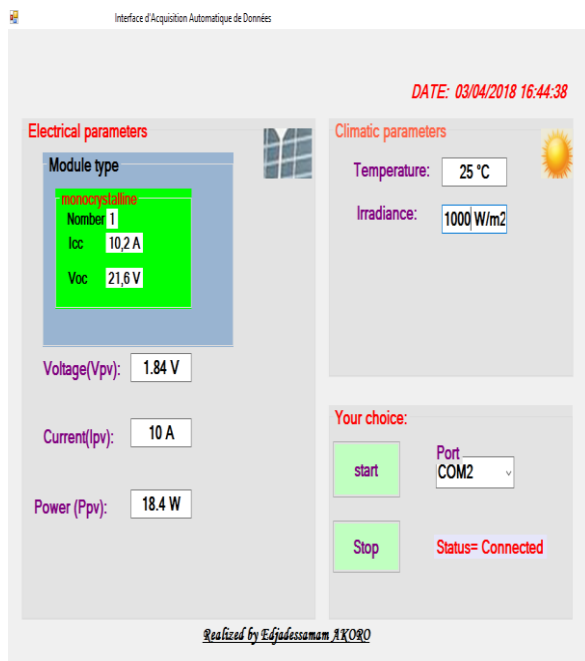 Interface d'Acquisition Automatique de Données
DATE: 03/04/2018 16:44:38
Electrical parameters
Module type
monocrystalline
Nomber 1
Icc 10,2 A
Voc 21,6 V
Voltage(Vpv): 1.84 V
Current(Ipv): 10 A
Power (Ppv): 18.4 W
Climatic parameters
Temperature: 25 °C
Irradiance: 1000 W/m2
Your choice:
start
Port
COM2
Stop
Status= Connected
Realized by Edjadessamam AKORO